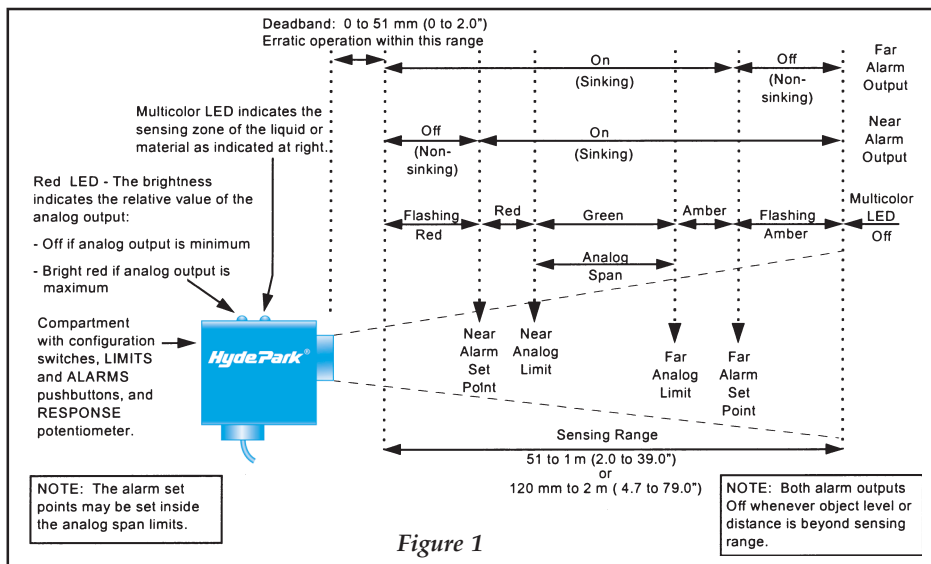 Deadband: 0 to 51 mm (0 to 2.0”)
Erratic operation within this range
On
(Sinking)
Off
(Non-
sinking)
Far
Alarm
Output
Multicolor LED indicates the
sensing zone of the liquid or
material as indicated at right.
Off
(Non-
sinking)
On
(Sinking)
Near
Alarm
Output
Red LED - The brightness
indicates the relative value of the
analog output:
- Off if analog output is minimum
- Bright red if analog output is
maximum
Flashing
Red
Red
Green
Amber
Flashing
Amber
Multicolor
LED
Off
Analog
Span
Compartment
with configuration
switches, LIMITS
and ALARMS
pushbuttons, and
RESPONSE
potentiometer.
HydePark®
Near
Alarm
Set
Point
Near
Analog
Limit
Far
Analog
Limit
Far
Alarm
Set
Point
Sensing Range
51 to 1 m (2.0 to 39.0”)
or
120 mm to 2 m ( 4.7 to 79.0”)
NOTE: The alarm set
points may be set inside
the analog span limits.
NOTE: Both alarm outputs
Off whenever object level or
distance is beyond sensing
range.
Figure 1